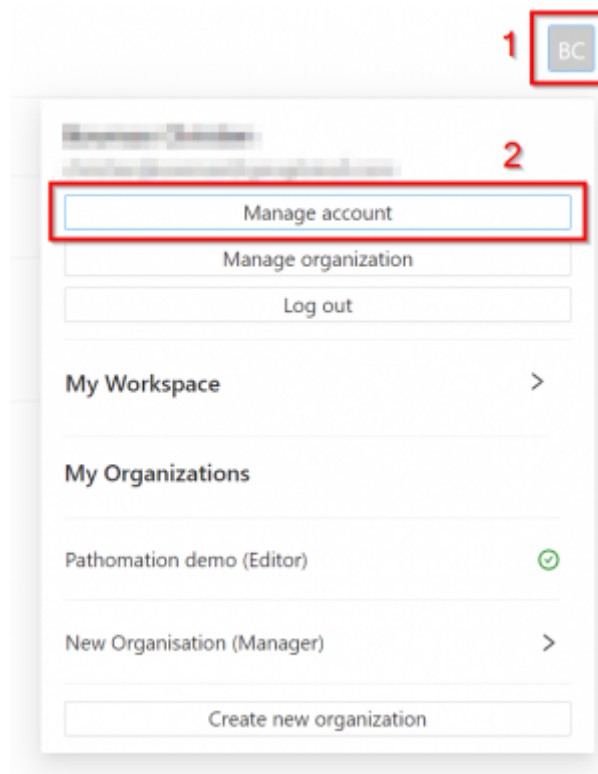 1
BC
2
Manage account
Manage organization
Log out
My Workspace
My Organizations
Pathomation demo (Editor)
New Organisation (Manager)
Create new organization